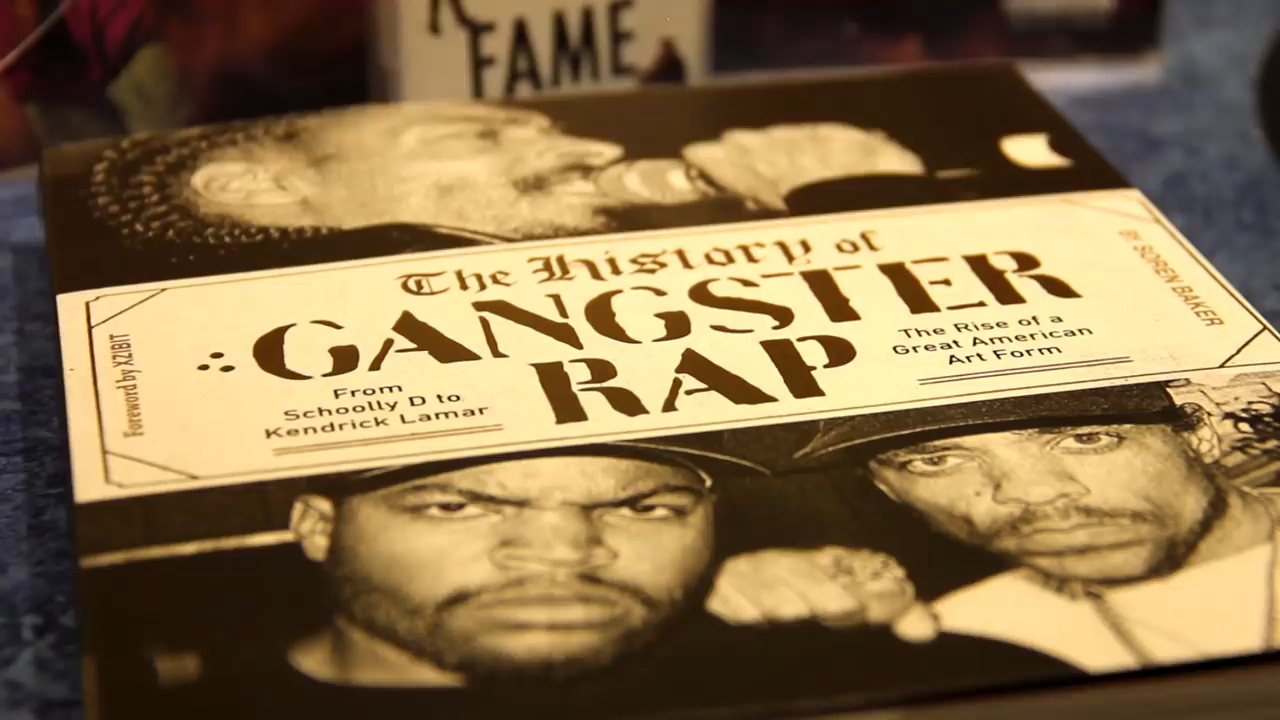 FAME
The History of
GANGSTER
RAP
From
Schoolly D to
Kendrick Lamar
The Rise of a
Great American
Art Form
Foreword by XZIBIT
BY SOREN BAKER